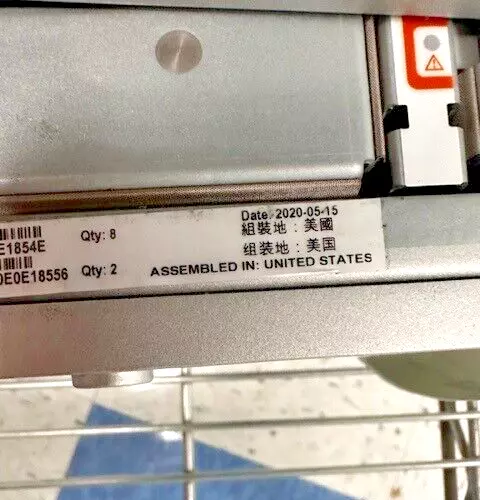 Date: 2020-05-15
E1854E Qty: 8
組裝地：美國
组装地：美国
0E0E18556 Qty: 2
ASSEMBLED IN: UNITED STATES